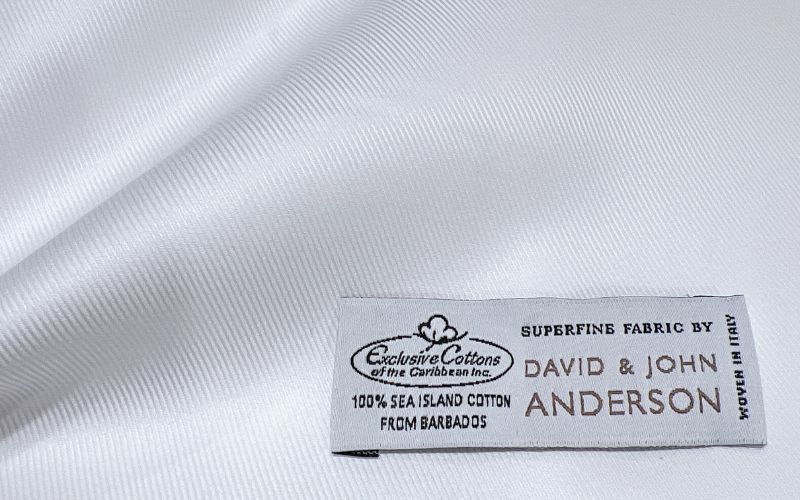 Exclusive Cottons
of the Caribbean Inc.
100% SEA ISLAND COTTON
FROM BARBADOS
SUPERFINE FABRIC BY
DAVID & JOHN
ANDERSON
WOVEN IN ITALY